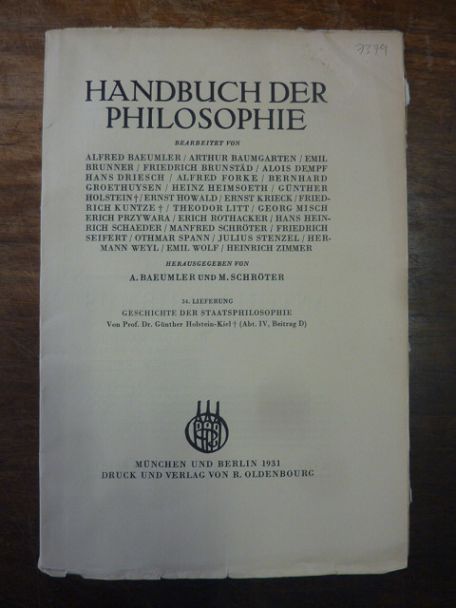 7379
HANDBUCH DER
PHILOSOPHIE
BEARBEITET VON
ALFRED BAEUMLER / ARTHUR BAUMGARTEN / EMIL
BRUNNER / FRIEDRICH BRUNSTÄD / ALOIS DEMPF
HANS DRIESCH / ALFRED FORKE / BERNHARD
GROETHUYSEN / HEINZ HEIMSOETH / GÜNTHER
HOLSTEIN † / ERNST HOWALD / ERNST KRIECK / FRIED-
RICH KUNTZE † / THEODOR LITT / GEORG MISCH
ERICH PRZYWARA / ERICH ROTHACKER / HANS HEIN-
RICH SCHAEDER / MANFRED SCHRÖTER / FRIEDRICH
SEIFERT / OTHMAR SPANN / JULIUS STENZEL / HER-
MANN WEYL / EMIL WOLF / HEINRICH ZIMMER
HERAUSGEGEBEN VON
A. BAEUMLER UND M. SCHRÖTER
34. LIEFERUNG
GESCHICHTE DER STAATSPHILOSOPHIE
Von Prof. Dr. Günther Holstein-Kiel † (Abt. IV, Beitrag D)
MÜNCHEN UND BERLIN 1931
DRUCK UND VERLAG VON R. OLDENBOURG